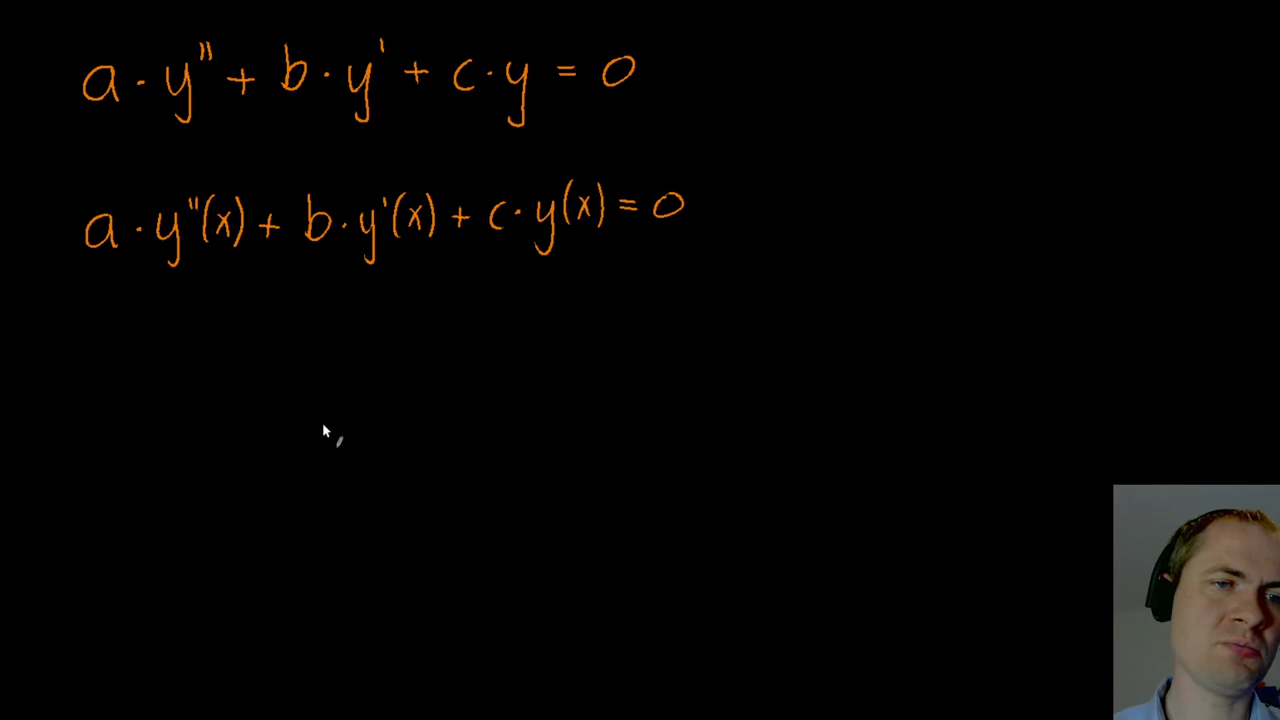 a · y'' + b · y' + c · y = 0
a · y''(x) + b · y'(x) + c · y(x) = 0